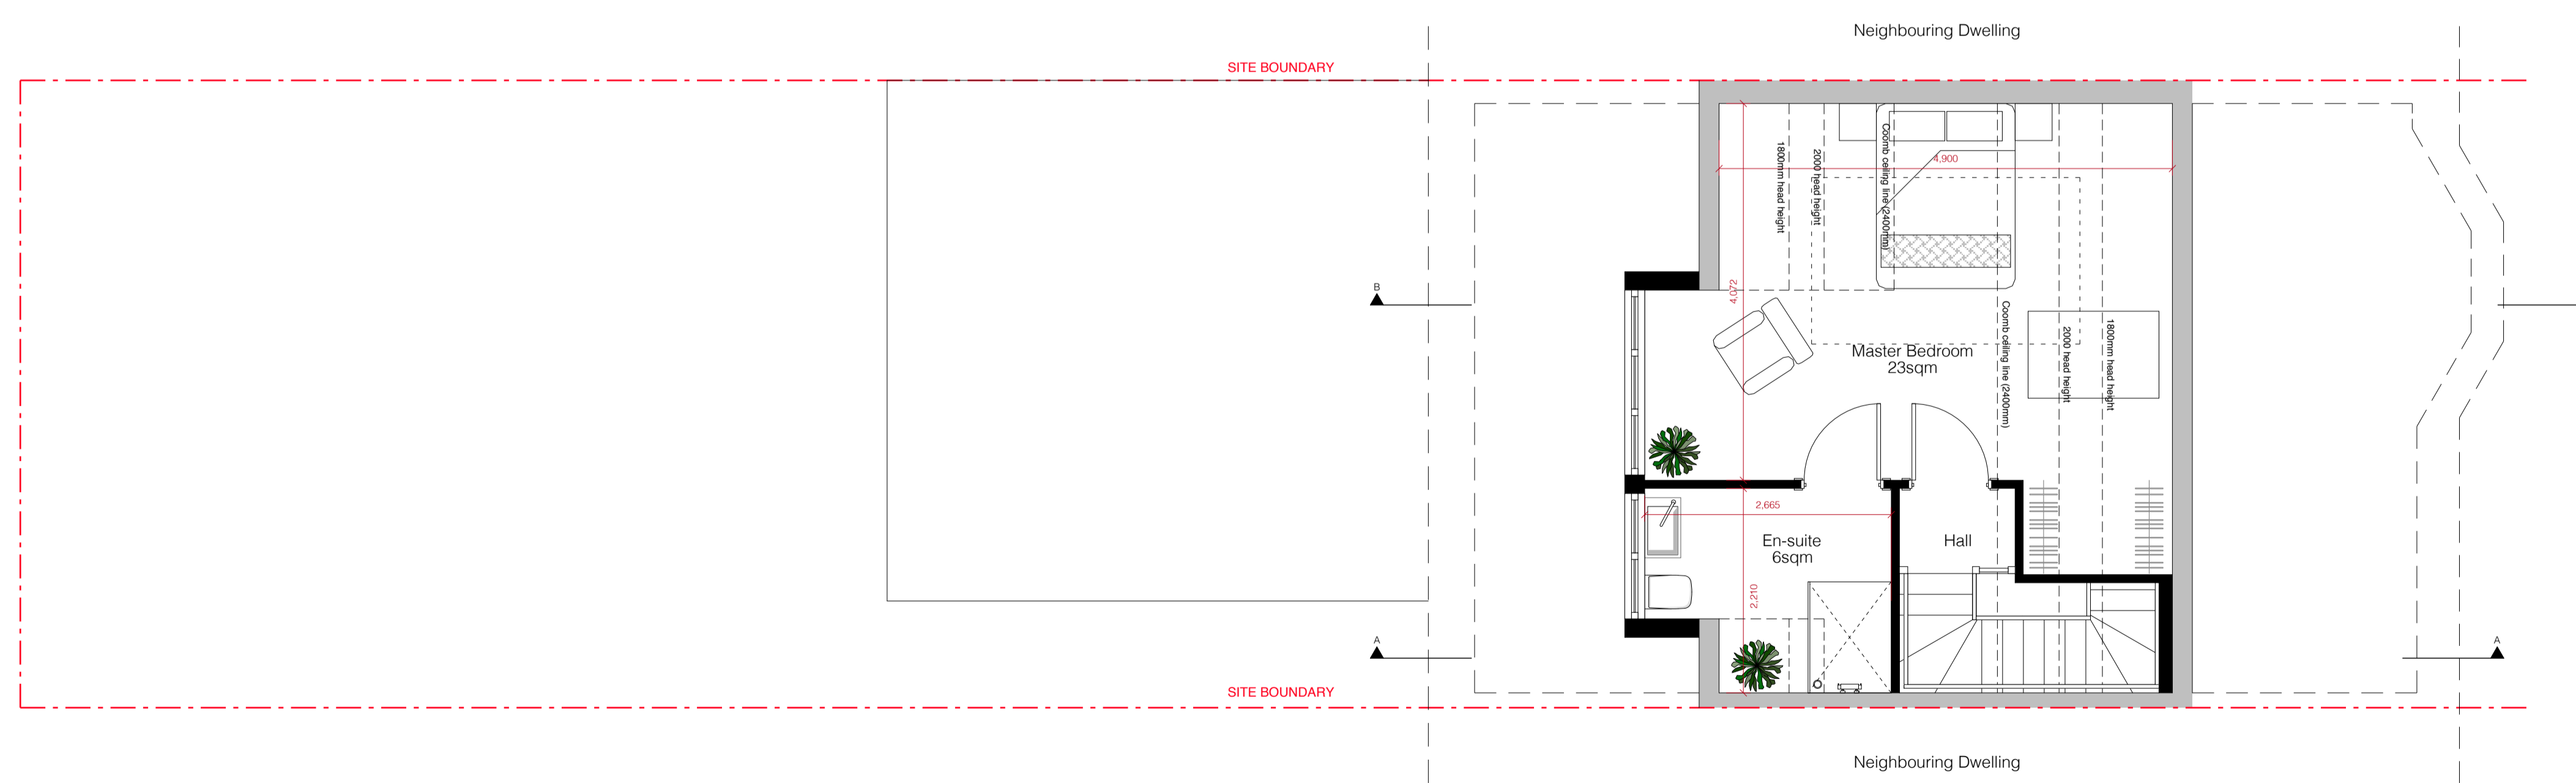 Neighbouring Dwelling
SITE BOUNDARY
1800mm head height
2000 head height
Coomb ceiling line (2400mm)
4,900
B
4,072
Master Bedroom
23sqm
Coomb ceiling line (2400mm)
2000 head height
1800mm head height
2,665
En-suite
6sqm
Hall
2,210
A
A
SITE BOUNDARY
Neighbouring Dwelling